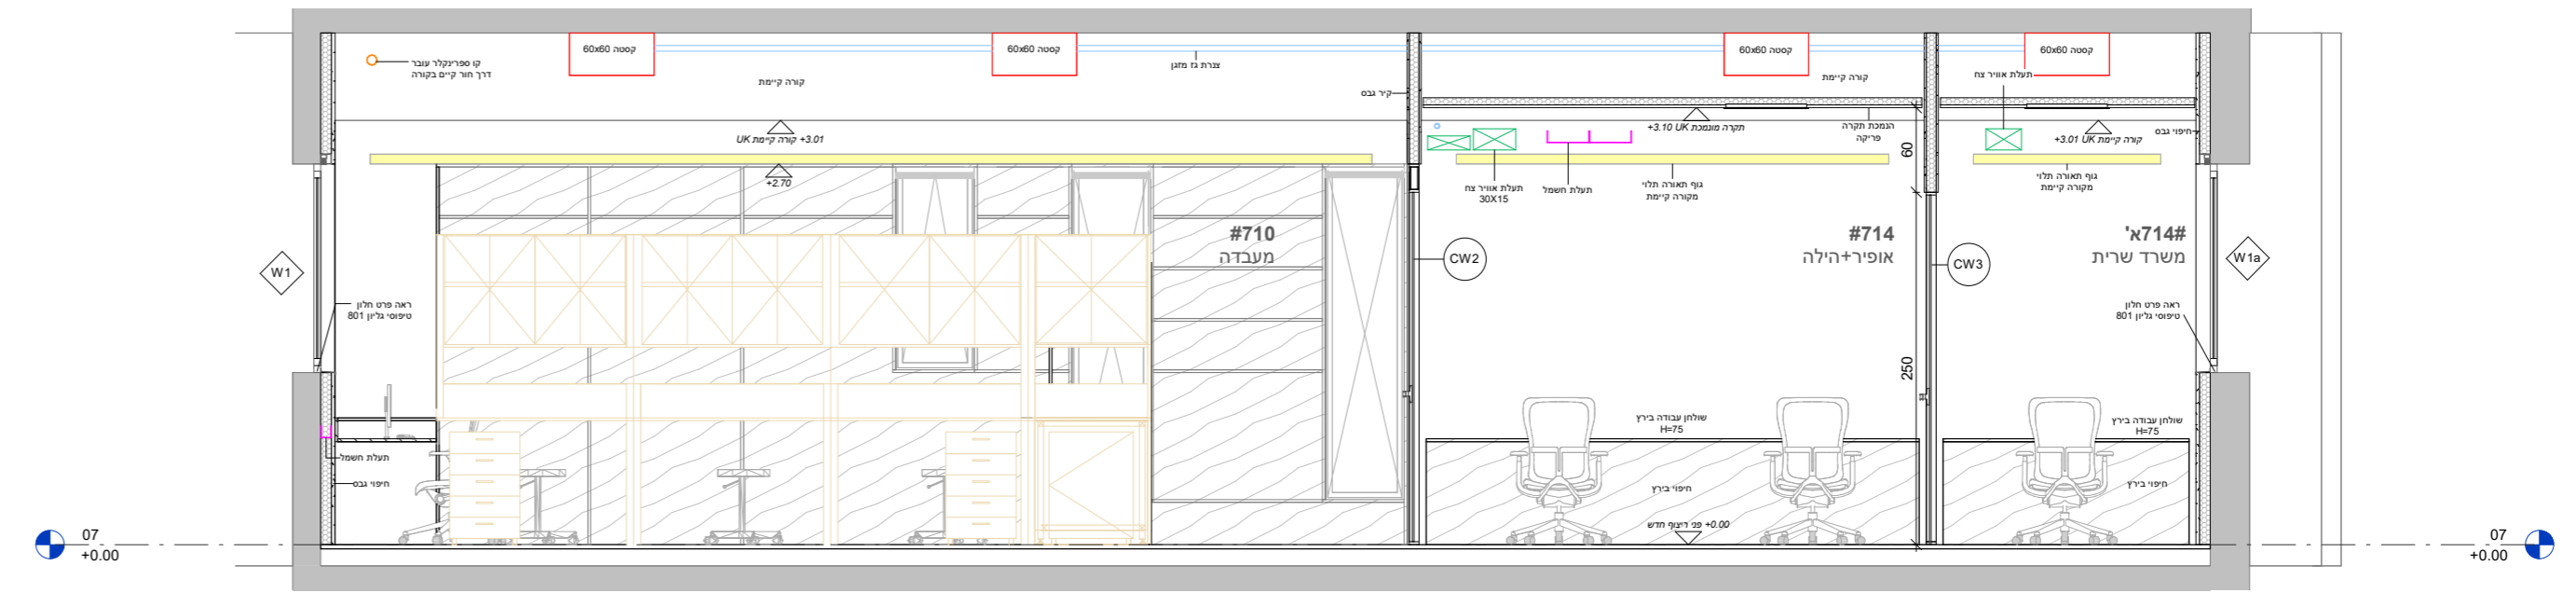 קסטה 60x60
קסטה 60x60
קסטה 60x60
קסטה 60x60
קו ספרינקלר עובר
דרך חור קיים בקורה
צנרת גז מזגן
קורה קיימת
קורה קיימת
תעלת אוויר צח
קיר גבס
+3.01 קורה קיימת UK
+2.70
תקרה מונמכת UK +3.10
הנמכת תקרה
פריקה
קורה קיימת UK +3.01
חיפוי גבס
60
תעלת אוויר צח
30X15
תעלת חשמל
גוף תאורה תלוי
מקורה קיימת
גוף תאורה תלוי
מקורה קיימת
#710
מעבדה
#714
אופיר+הילה
#714א'
משרד שרית
W1
CW2
CW3
W1a
ראה פרט חלון
טיפוסי גליון 801
ראה פרט חלון
טיפוסי גליון 801
250
שולחן עבודה בירץ
H=75
שולחן עבודה בירץ
H=75
תעלת חשמל
חיפוי גבס
חיפוי בירץ
חיפוי בירץ
+0.00 פני ריצוף חדש
07
+0.00
07
+0.00